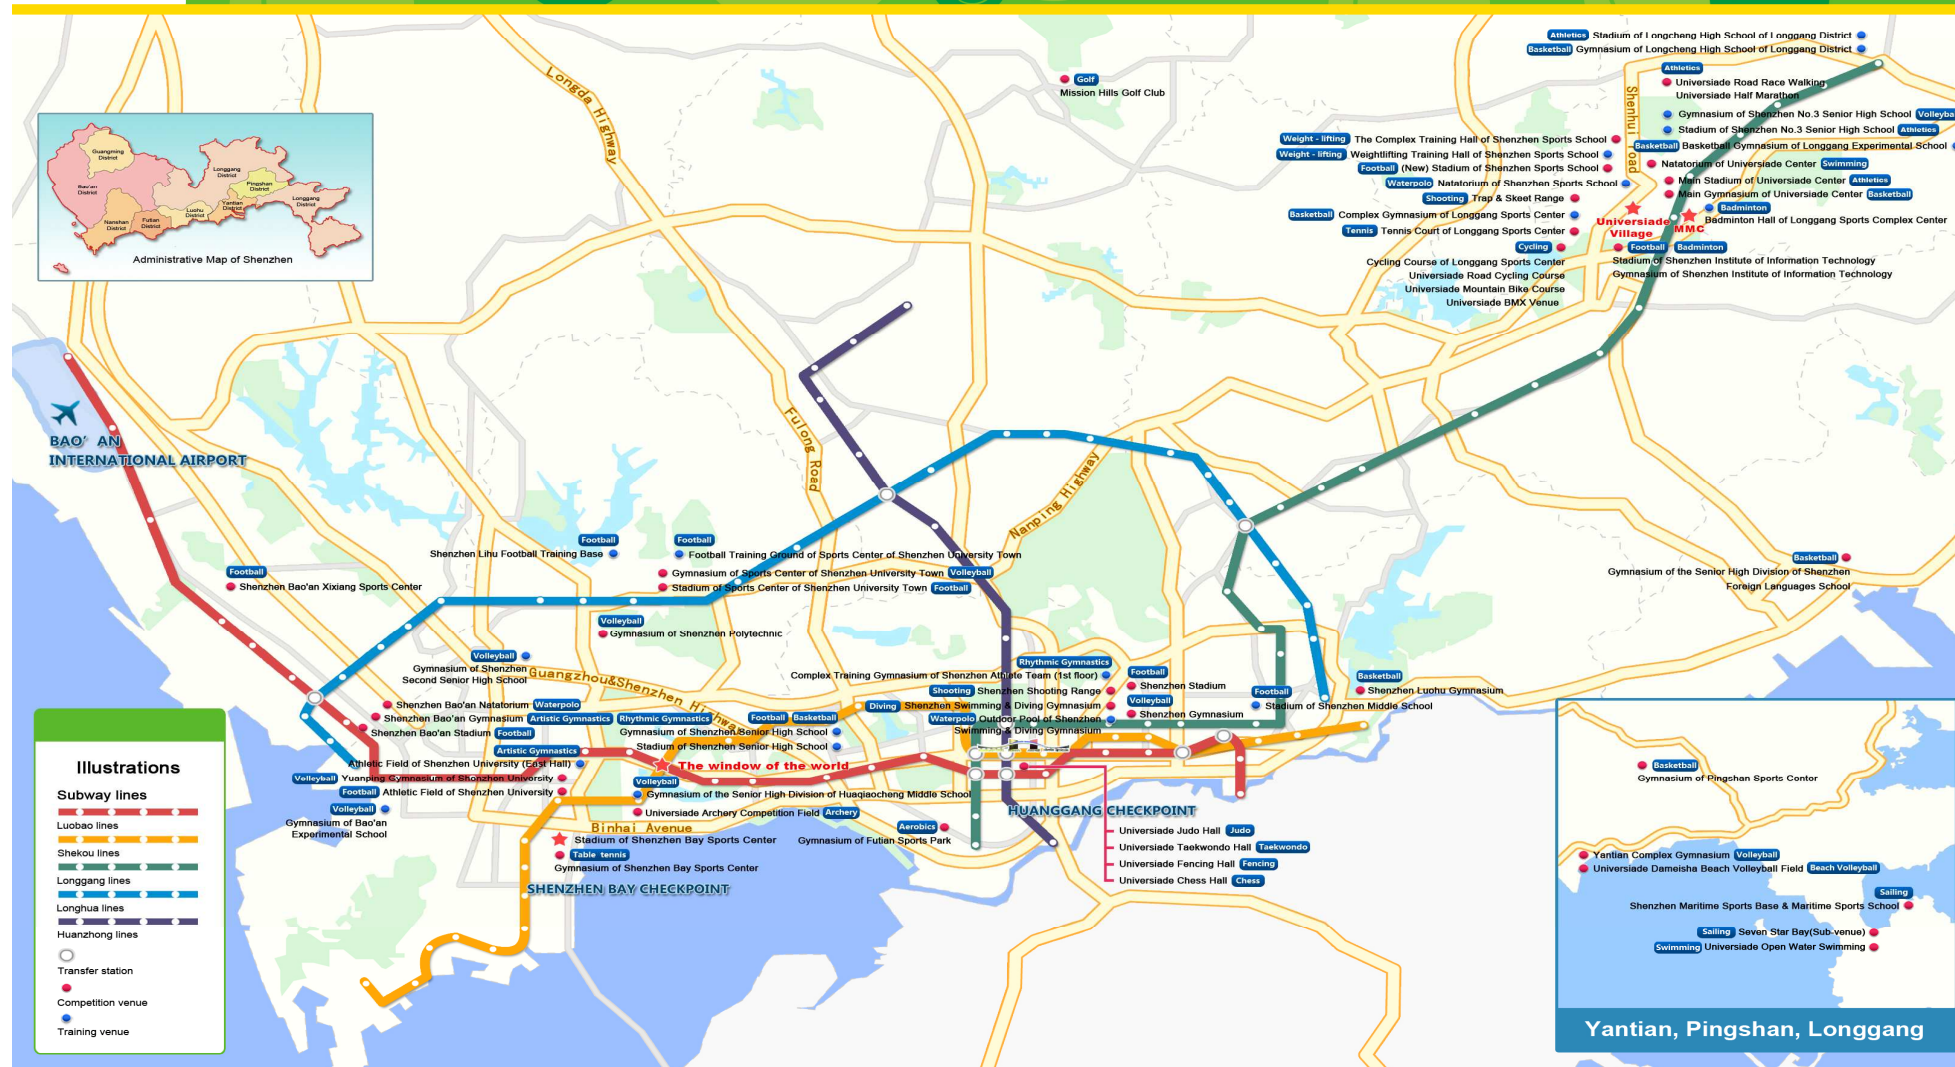 Athletics Stadium of Longcheng High School of Longgang District
Basketball Gymnasium of Longcheng High School of Longgang District
Athletics
Universiade Road Race Walking
Universiade Half Marathon
Gymnasium of Shenzhen No.3 Senior High School
Stadium of Shenzhen No.3 Senior High School Athletics
Basketball Basketball Gymnasium of Longgang Experimental School
Natatorium of Universiade Center Swimming
Main Stadium of Universiade Center Athletics
Main Gymnasium of Universiade Center Basketball
Badminton
Badminton Hall of Longgang Sports Complex Center
Universiade
Village
MMC
Football Badminton
Stadium of Shenzhen Institute of Information Technology
Gymnasium of Shenzhen Institute of Information Technology
Shenhui road
Golf
Mission Hills Golf Club
Longda Highway
Weight - lifting The Complex Training Hall of Shenzhen Sports School
Weight - lifting Weightlifting Training Hall of Shenzhen Sports School
Football (New) Stadium of Shenzhen Sports School
Waterpolo Natatorium of Shenzhen Sports School
Shooting Trap & Skeet Range
Basketball Complex Gymnasium of Longgang Sports Center
Tennis Tennis Court of Longgang Sports Center
Cycling
Cycling Course of Longgang Sports Center
Universiade Road Cycling Course
Universiade Mountain Bike Course
Universiade BMX Venue
Guangming
District
Bao'an
District
Longgang
District
Pingshan
District
Longgang
District
Nanshan
District
Futian
District
Luohu
District
Yantian
District
Administrative Map of Shenzhen
BAO' AN
INTERNATIONAL AIRPORT
Fulong Road
Nanping Highway
Football
Shenzhen Lihu Football Training Base
Football
Football Training Ground of Sports Center of Shenzhen University Town
Gymnasium of Sports Center of Shenzhen University Town Volleyball
Stadium of Sports Center of Shenzhen University Town Football
Football
Shenzhen Bao'an Xixiang Sports Center
Volleyball
Gymnasium of Shenzhen Polytechnic
Volleyball
Gymnasium of Shenzhen
Second Senior High School
Guangzhou&Shenzhen Highway
Basketball
Gymnasium of the Senior High Division of Shenzhen
Foreign Languages School
Rhythmic Gymnastics
Complex Training Gymnasium of Shenzhen Athlete Team (1st floor)
Shooting Shenzhen Shooting Range
Diving Shenzhen Swimming & Diving Gymnasium
Waterpolo Outdoor Pool of Shenzhen
Swimming & Diving Gymnasium
Football
Shenzhen Stadium
Volleyball
Shenzhen Gymnasium
Football
Stadium of Shenzhen Middle School
Basketball
Shenzhen Luohu Gymnasium
Shenzhen Bao'an Natatorium Waterpolo
Shenzhen Bao'an Gymnasium Artistic Gymnastics Rhythmic Gymnastics
Shenzhen Bao'an Stadium Football
Football Basketball
Gymnasium of Shenzhen Senior High School
Stadium of Shenzhen Senior High School
Artistic Gymnastics
Athletic Field of Shenzhen University (East Hall)
Volleyball Yuanping Gymnasium of Shenzhen University
Football Athletic Field of Shenzhen University
The window of the world
Volleyball
Gymnasium of the Senior High Division of Huaqiaocheng Middle School
Universiade Archery Competition Field Archery
Volleyball
Gymnasium of Bao'an
Experimental School
Binhai Avenue
Stadium of Shenzhen Bay Sports Center
Table tennis
Gymnasium of Shenzhen Bay Sports Center
SHENZHEN BAY CHECKPOINT
Aerobics
Gymnasium of Futian Sports Park
HUANGGANG CHECKPOINT
Universiade Judo Hall Judo
Universiade Taekwondo Hall Taekwondo
Universiade Fencing Hall Fencing
Universiade Chess Hall Chess
Illustrations
Subway lines
Luobao lines
Shekou lines
Longgang lines
Longhua lines
Huanzhong lines
Transfer station
Competition venue
Training venue
Basketball
Gymnasium of Pingshan Sports Contor
Yantian Complex Gymnasium Volleyball
Universiade Dameisha Beach Volleyball Field Beach Volleyball
Sailing
Shenzhen Maritime Sports Base & Maritime Sports School
Sailing Seven Star Bay(Sub-venue)
Swimming Universiade Open Water Swimming
Yantian, Pingshan, Longgang